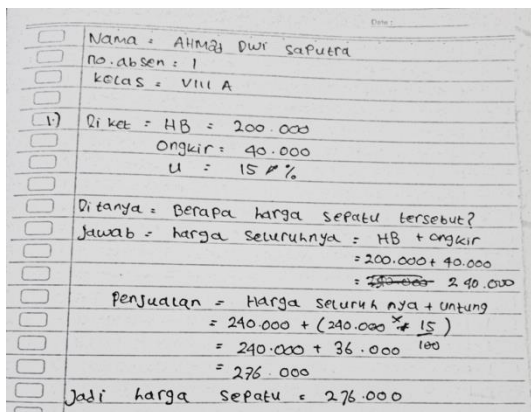 Date :
Nama : AHMad Dwi Saputra
no. absen : 1
kelas : VIII A
1.) Diket = HB = 200.000
Ongkir : 40.000
u : 15 %
Ditanya = Berapa harga sepatu tersebut?
Jawab = harga seluruhnya = HB + ongkir
= 200.000 + 40.000
= 240.000
Penjualan = Harga seluruh nya + untung
= 240.000 + (240.000 × 15/100)
= 240.000 + 36.000
= 276.000
Jadi harga sepatu = 276.000